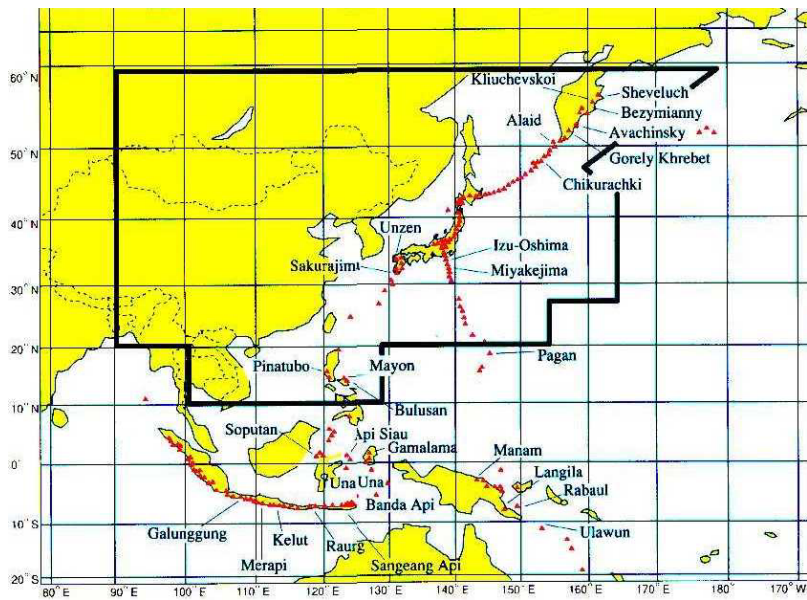 60°N
Kliuchevskoi
Sheveluch
Bezymianny
Alaid
Avachinsky
50°N
Gorely Khrebet
Chikurachki
40°N
Unzen
Izu-Oshima
Sakurajim
Miyakejima
30°N
20°N
Pagan
Pinatubo
Mayon
10°N
Bulusan
Soputan
Api Siau
Gamalama
Manam
0°
Una Una
Langila
Rabaul
Banda Api
Galunggung
Kelut
Raurg
Ulawun
10°S
Merapi
Sangeang Api
20°S
80°E 90°E 100°E 110°E 120°E 130°E 140°E 150°E 160°E 170°E 180° 170°W